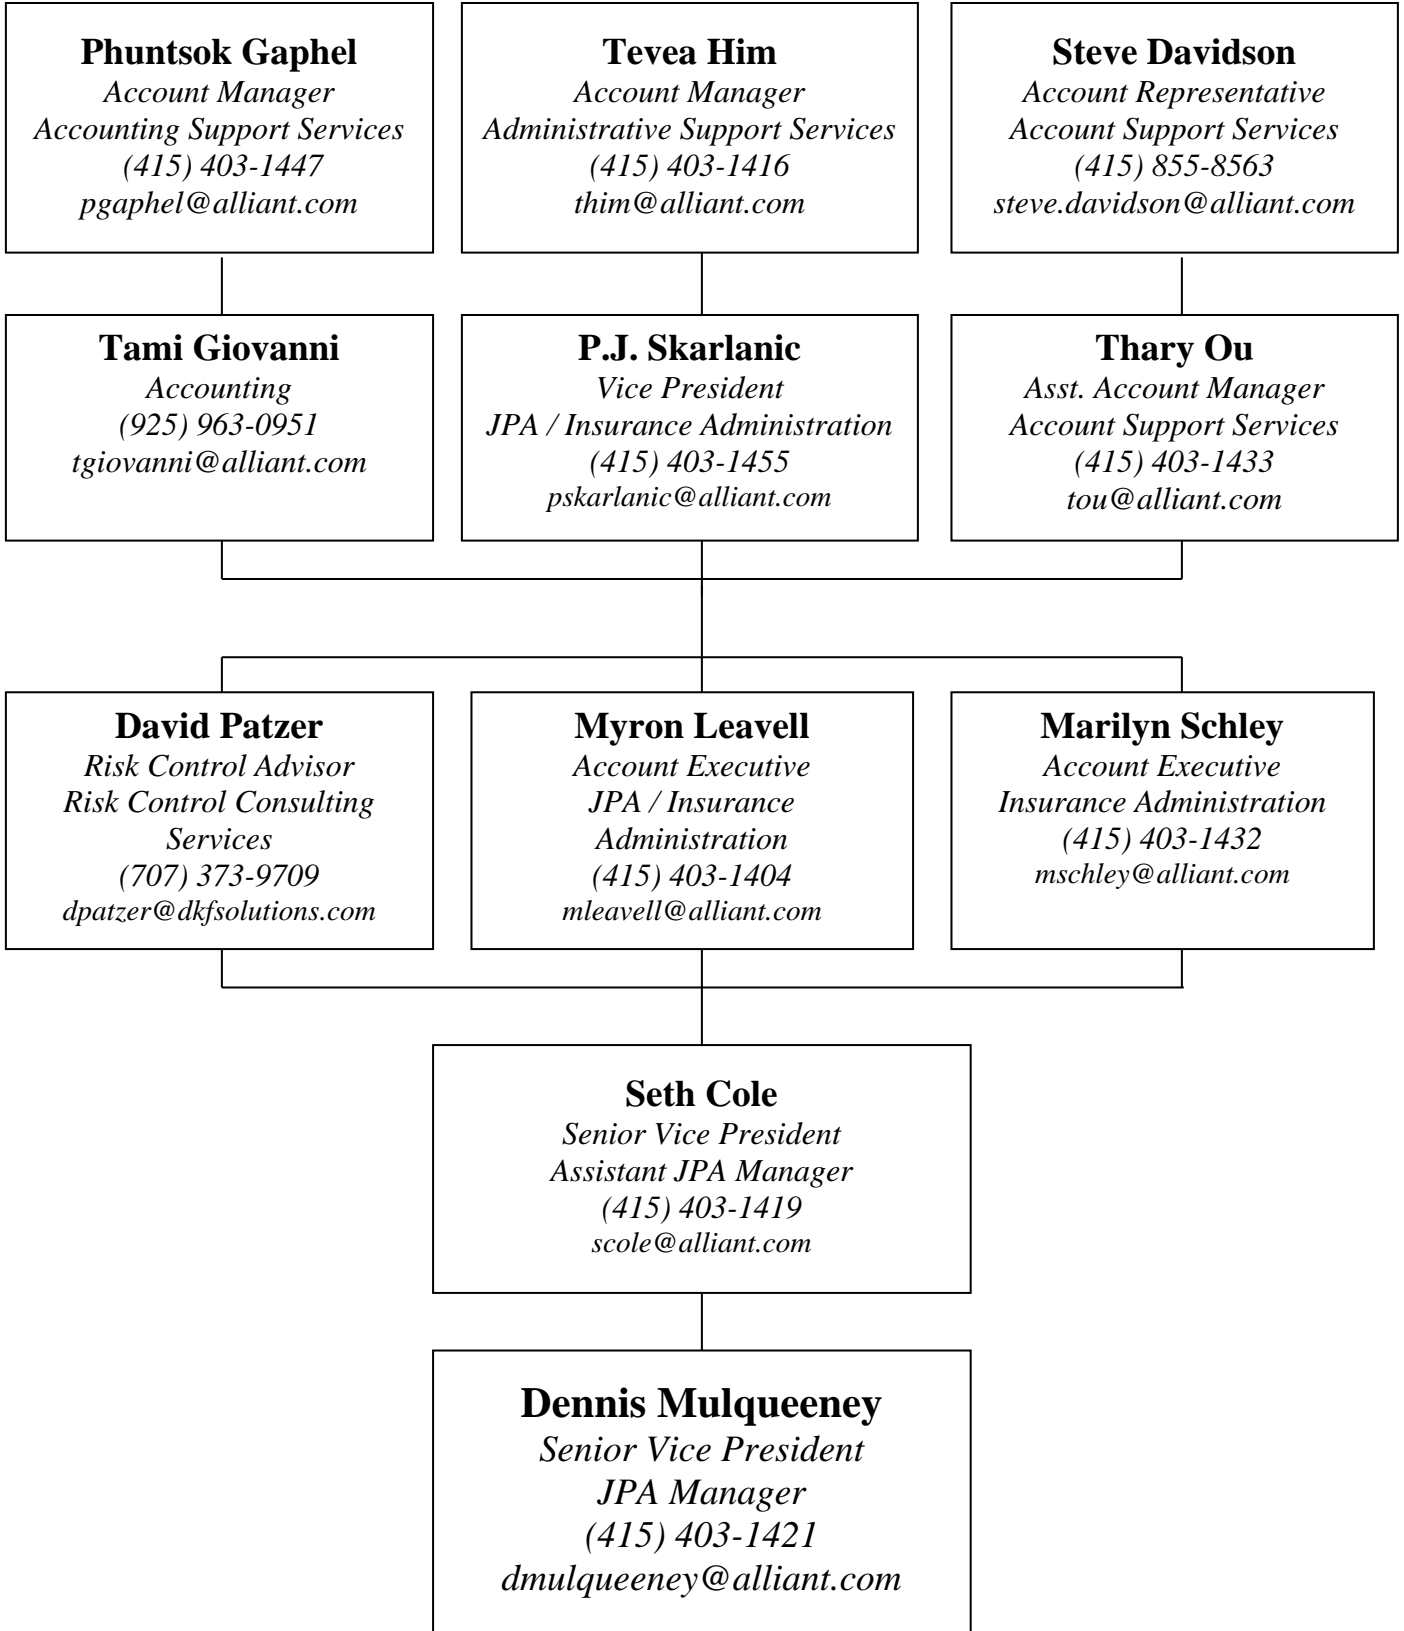 Phuntsok Gaphel
Account Manager
Accounting Support Services
(415) 403-1447
pgaphel@alliant.com
Tevea Him
Account Manager
Administrative Support Services
(415) 403-1416
thim@alliant.com
Steve Davidson
Account Representative
Account Support Services
(415) 855-8563
steve.davidson@alliant.com
Tami Giovanni
Accounting
(925) 963-0951
tgiovanni@alliant.com
P.J. Skarlanic
Vice President
JPA / Insurance Administration
(415) 403-1455
pskarlanic@alliant.com
Thary Ou
Asst. Account Manager
Account Support Services
(415) 403-1433
tou@alliant.com
David Patzer
Risk Control Advisor
Risk Control Consulting
Services
(707) 373-9709
dpatzer@dkfsolutions.com
Myron Leavell
Account Executive
JPA / Insurance
Administration
(415) 403-1404
mleavell@alliant.com
Marilyn Schley
Account Executive
Insurance Administration
(415) 403-1432
mschley@alliant.com
Seth Cole
Senior Vice President
Assistant JPA Manager
(415) 403-1419
scole@alliant.com
Dennis Mulqueeney
Senior Vice President
JPA Manager
(415) 403-1421
dmulqueeney@alliant.com